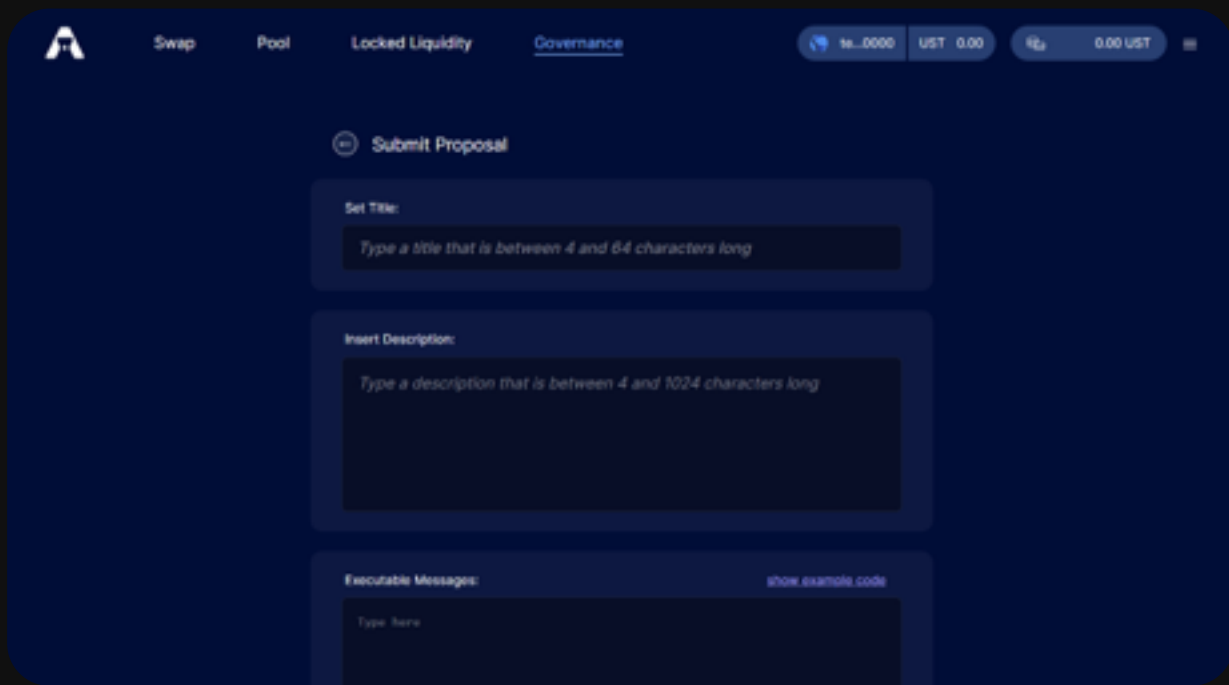 Swap Pool Locked Liquidity Governance te...0000 UST 0.00 0.00 UST
Submit Proposal
Set Title:
Type a title that is between 4 and 64 characters long
Insert Description:
Type a description that is between 4 and 1024 characters long
Executable Messages: show example code
Type here